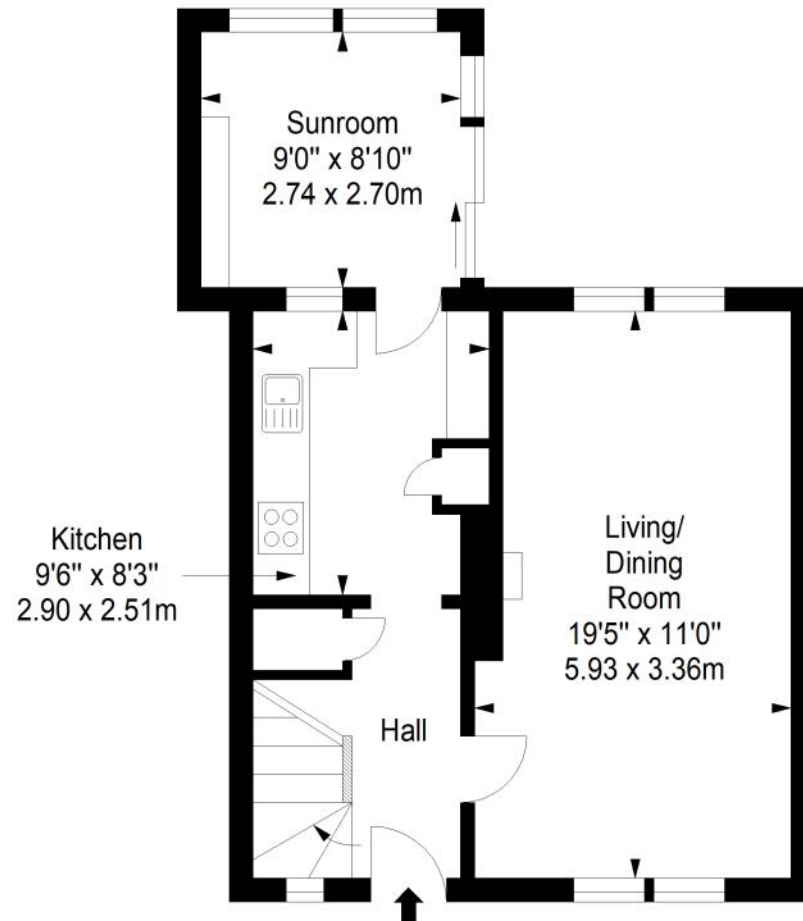 Sunroom
9'0" x 8'10"
2.74 x 2.70m
Kitchen
9'6" x 8'3"
2.90 x 2.51m
Living/
Dining
Room
19'5" x 11'0"
5.93 x 3.36m
Hall